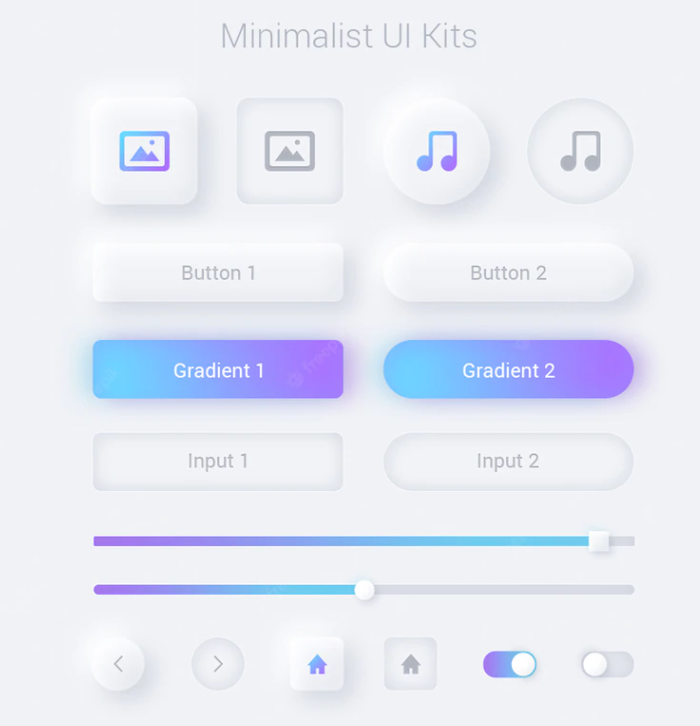 Minimalist UI Kits
Button 1
Button 2
Gradient 1
Gradient 2
Input 1
Input 2